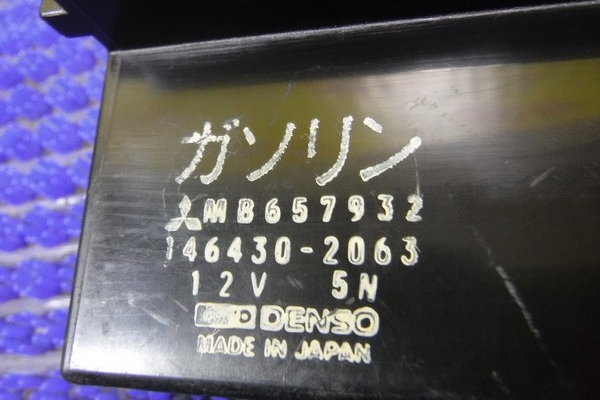 ガソリン
MB657932
146430-2063
12V 5N
DENSO
MADE IN JAPAN